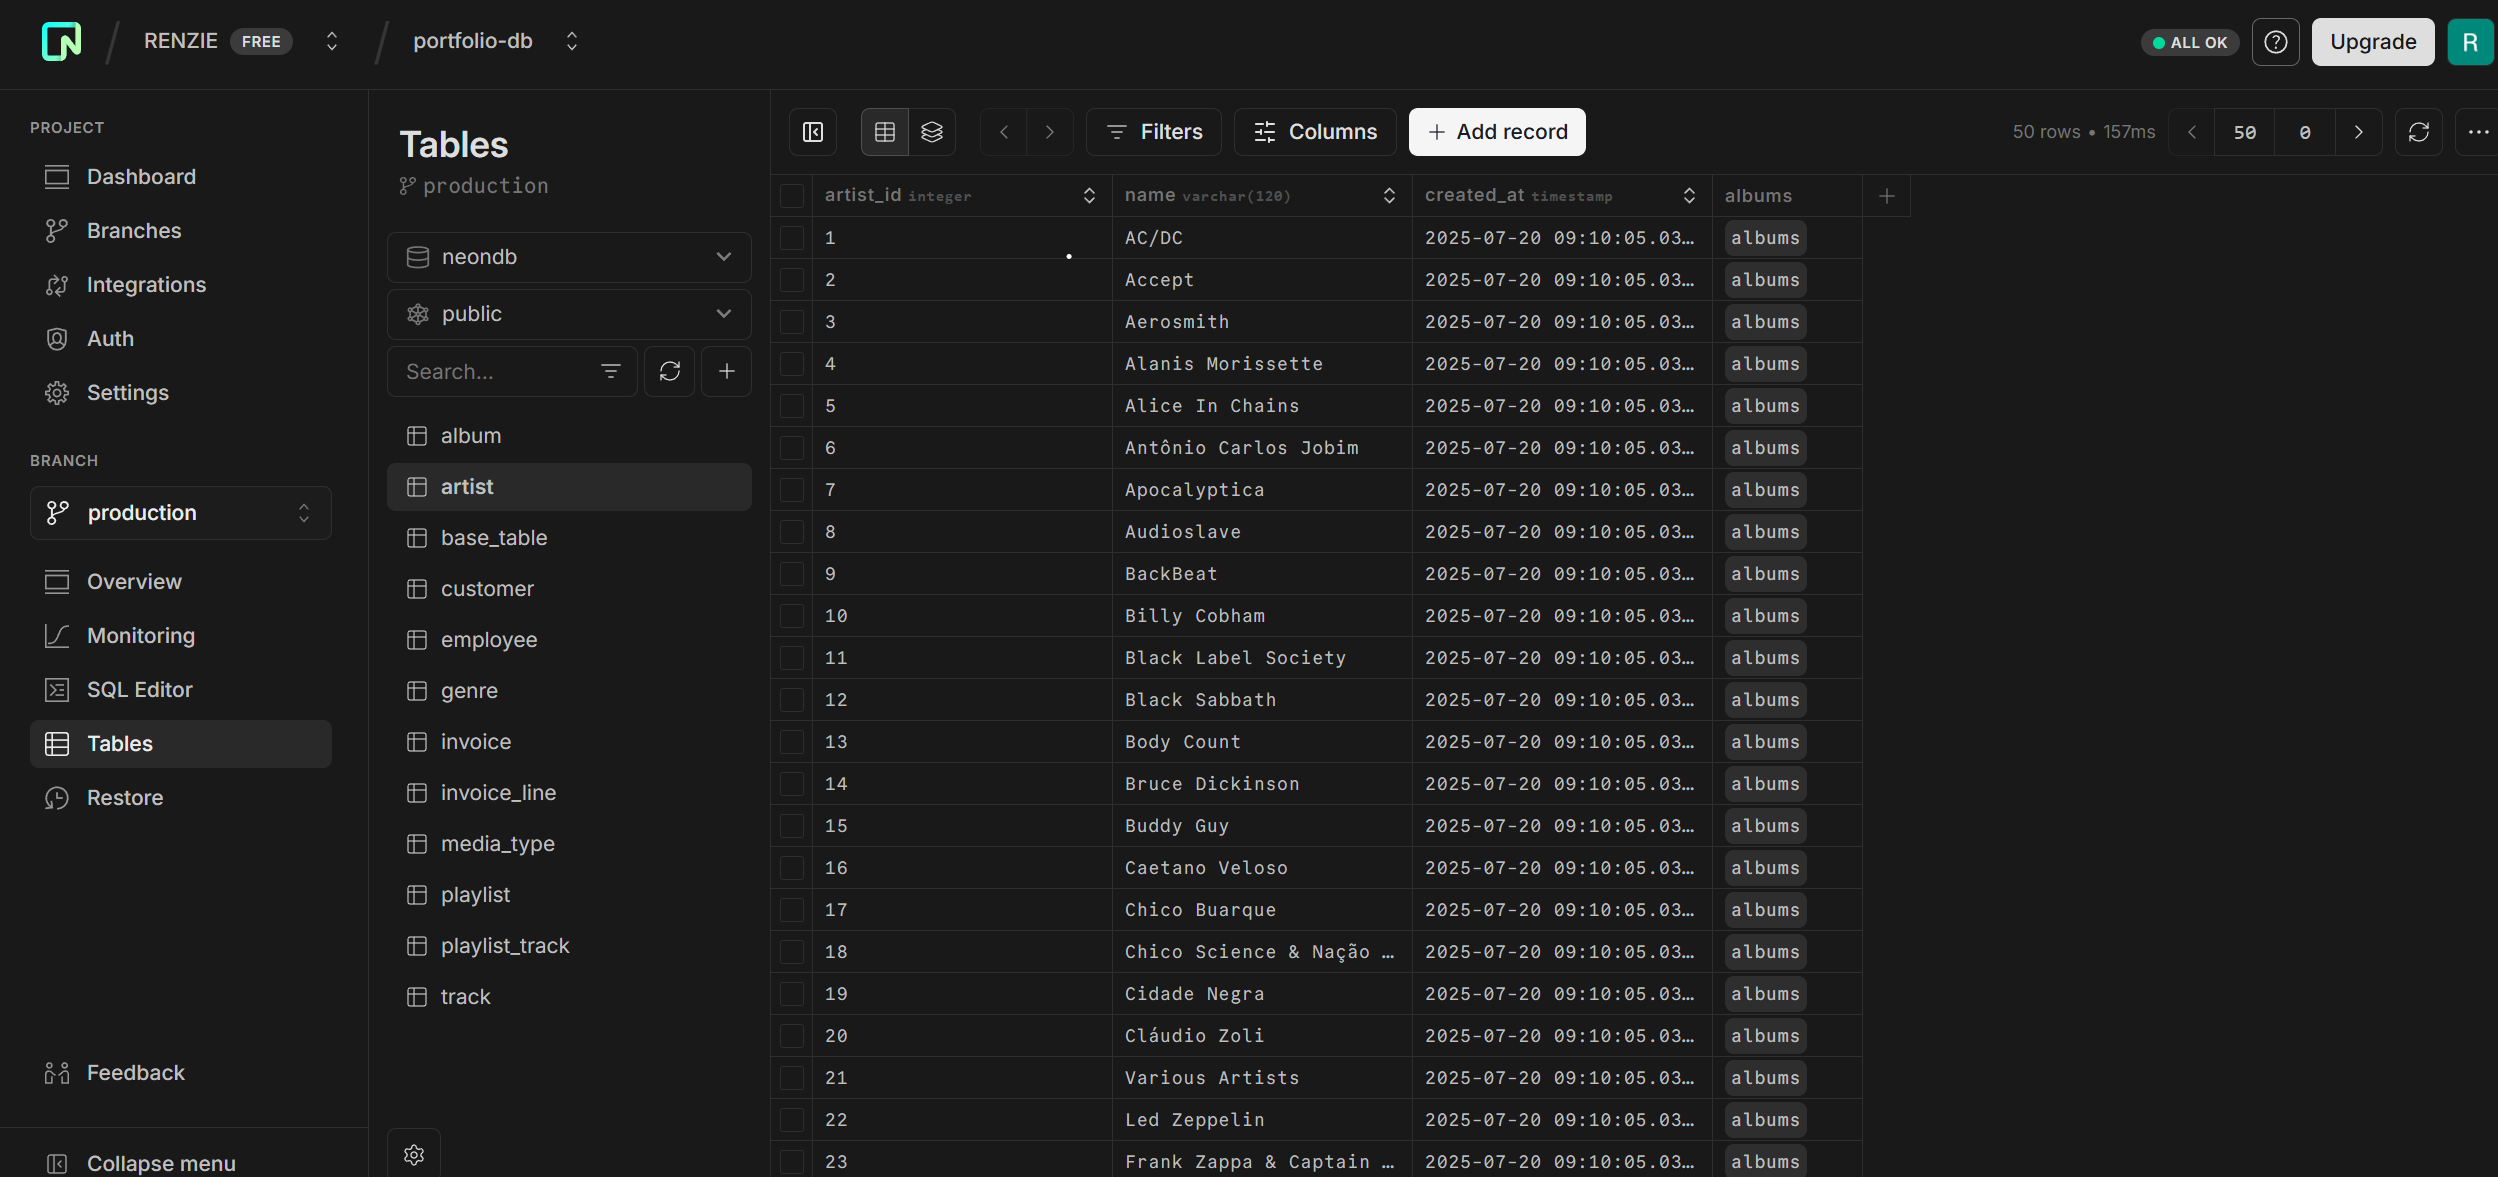 RENZIE FREE portfolio-db ALL OK Upgrade R
PROJECT
Dashboard
Branches
Integrations
Auth
Settings
BRANCH
production
Overview
Monitoring
SQL Editor
Tables
Restore
Feedback
Collapse menu
Tables
production
neondb
public
Search...
album
artist
base_table
customer
employee
genre
invoice
invoice_line
media_type
playlist
playlist_track
track
Filters Columns Add record 50 rows • 157ms 50 0
artist_id integer name varchar(120) created_at timestamp albums
1 AC/DC 2025-07-20 09:10:05.03… albums
2 Accept 2025-07-20 09:10:05.03… albums
3 Aerosmith 2025-07-20 09:10:05.03… albums
4 Alanis Morissette 2025-07-20 09:10:05.03… albums
5 Alice In Chains 2025-07-20 09:10:05.03… albums
6 Antônio Carlos Jobim 2025-07-20 09:10:05.03… albums
7 Apocalyptica 2025-07-20 09:10:05.03… albums
8 Audioslave 2025-07-20 09:10:05.03… albums
9 BackBeat 2025-07-20 09:10:05.03… albums
10 Billy Cobham 2025-07-20 09:10:05.03… albums
11 Black Label Society 2025-07-20 09:10:05.03… albums
12 Black Sabbath 2025-07-20 09:10:05.03… albums
13 Body Count 2025-07-20 09:10:05.03… albums
14 Bruce Dickinson 2025-07-20 09:10:05.03… albums
15 Buddy Guy 2025-07-20 09:10:05.03… albums
16 Caetano Veloso 2025-07-20 09:10:05.03… albums
17 Chico Buarque 2025-07-20 09:10:05.03… albums
18 Chico Science & Nação … 2025-07-20 09:10:05.03… albums
19 Cidade Negra 2025-07-20 09:10:05.03… albums
20 Cláudio Zoli 2025-07-20 09:10:05.03… albums
21 Various Artists 2025-07-20 09:10:05.03… albums
22 Led Zeppelin 2025-07-20 09:10:05.03… albums
23 Frank Zappa & Captain … 2025-07-20 09:10:05.03… albums